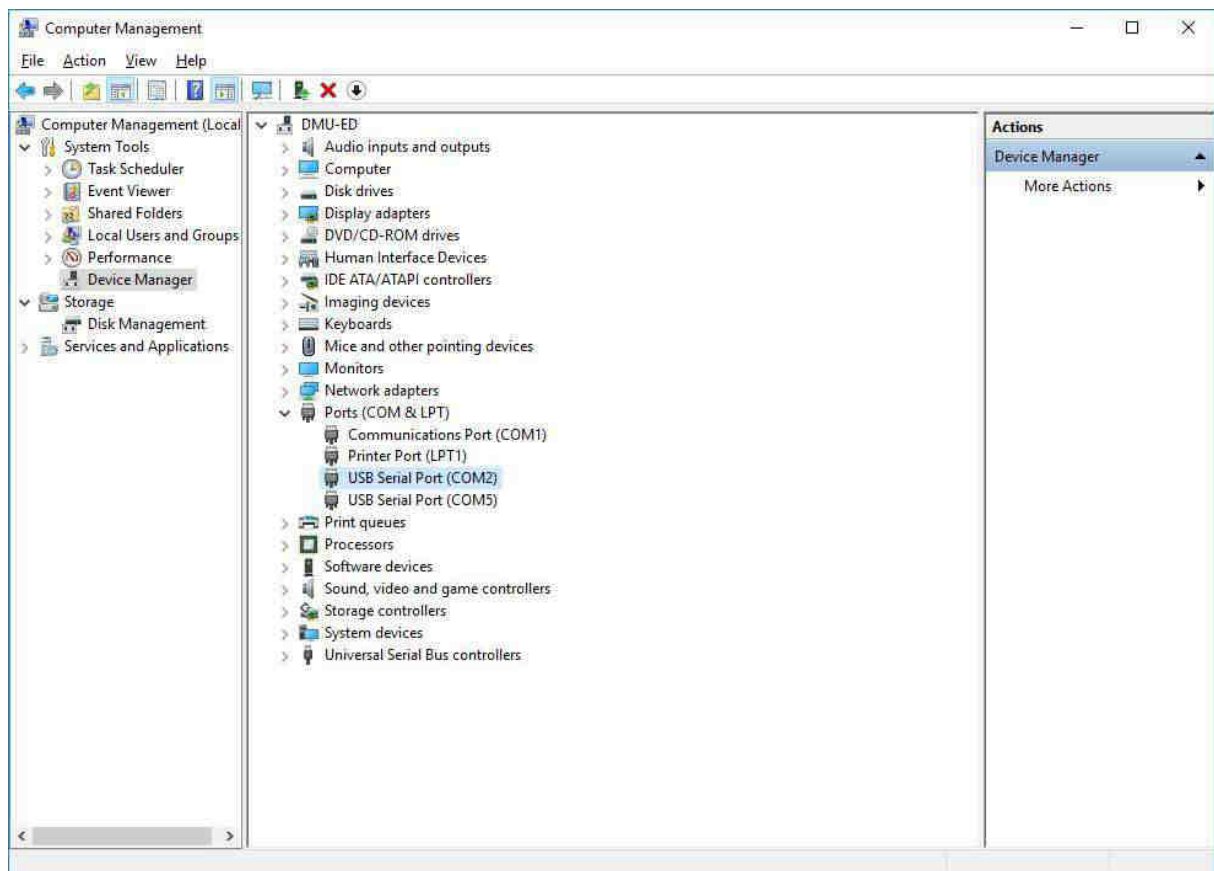 Computer Management
File Action View Help
Computer Management (Local
System Tools
Task Scheduler
Event Viewer
Shared Folders
Local Users and Groups
Performance
Device Manager
Storage
Disk Management
Services and Applications
DMU-ED
Audio inputs and outputs
Computer
Disk drives
Display adapters
DVD/CD-ROM drives
Human Interface Devices
IDE ATA/ATAPI controllers
Imaging devices
Keyboards
Mice and other pointing devices
Monitors
Network adapters
Ports (COM & LPT)
Communications Port (COM1)
Printer Port (LPT1)
USB Serial Port (COM2)
USB Serial Port (COM5)
Print queues
Processors
Software devices
Sound, video and game controllers
Storage controllers
System devices
Universal Serial Bus controllers
Actions
Device Manager
More Actions